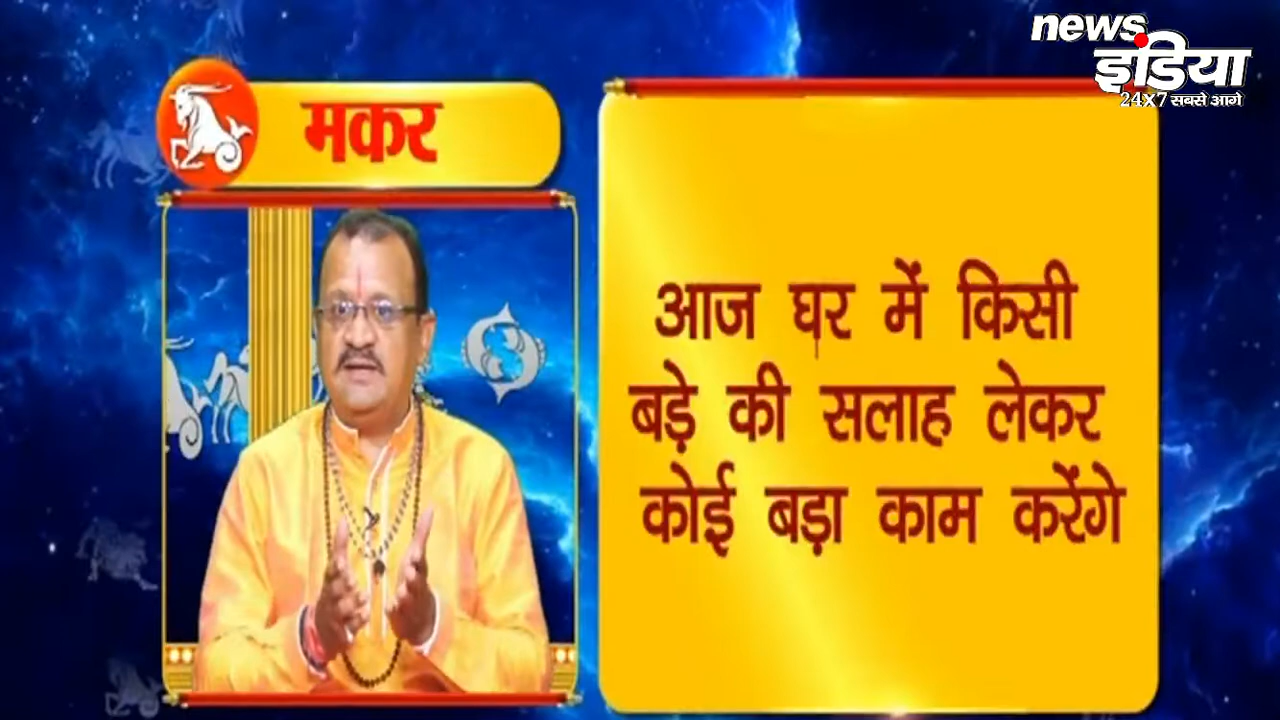 news
इंडिया
24x7 सबसे आगे
मकर
आज घर में किसी
बड़े की सलाह लेकर
कोई बड़ा काम करेंगे